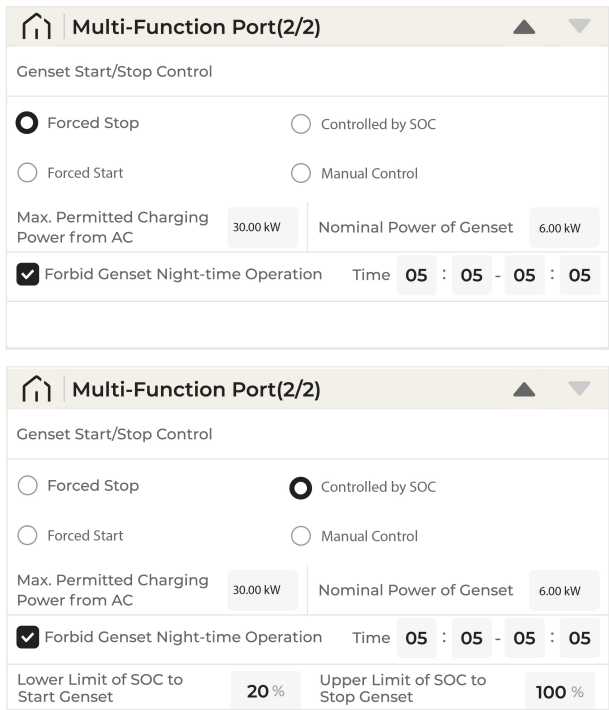 Multi-Function Port(2/2)
Genset Start/Stop Control
Forced Stop Controlled by SOC
Forced Start Manual Control
Max. Permitted Charging
Power from AC 30.00 kW Nominal Power of Genset 6.00 kW
Forbid Genset Night-time Operation Time 05 : 05 - 05 : 05
Multi-Function Port(2/2)
Genset Start/Stop Control
Forced Stop Controlled by SOC
Forced Start Manual Control
Max. Permitted Charging
Power from AC 30.00 kW Nominal Power of Genset 6.00 kW
Forbid Genset Night-time Operation Time 05 : 05 - 05 : 05
Lower Limit of SOC to
Start Genset 20 %
Upper Limit of SOC to
Stop Genset 100 %